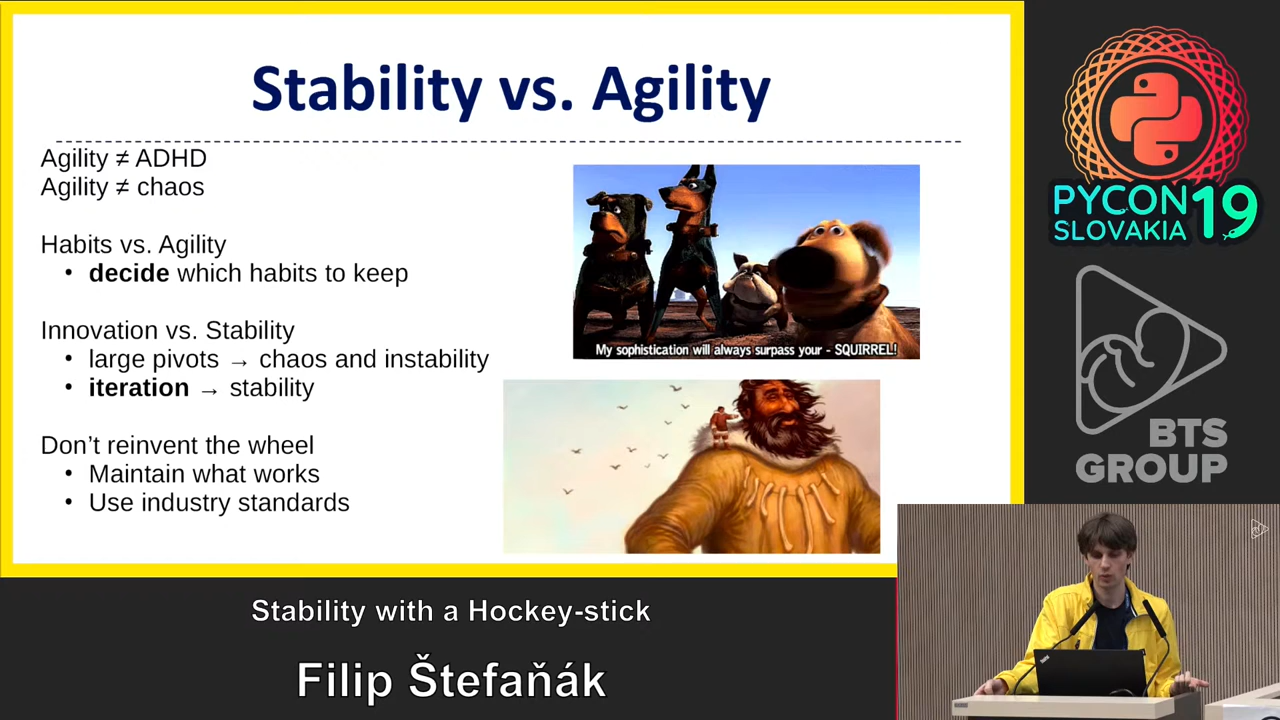 Stability vs. Agility
Agility ≠ ADHD
Agility ≠ chaos
Habits vs. Agility
• decide which habits to keep
Innovation vs. Stability
• large pivots → chaos and instability
• iteration → stability
Don’t reinvent the wheel
• Maintain what works
• Use industry standards
My sophistication will always surpass your - SQUIRREL!
PYCON 19
SLOVAKIA
BTS
GROUP
Stability with a Hockey-stick
Filip Štefaňák